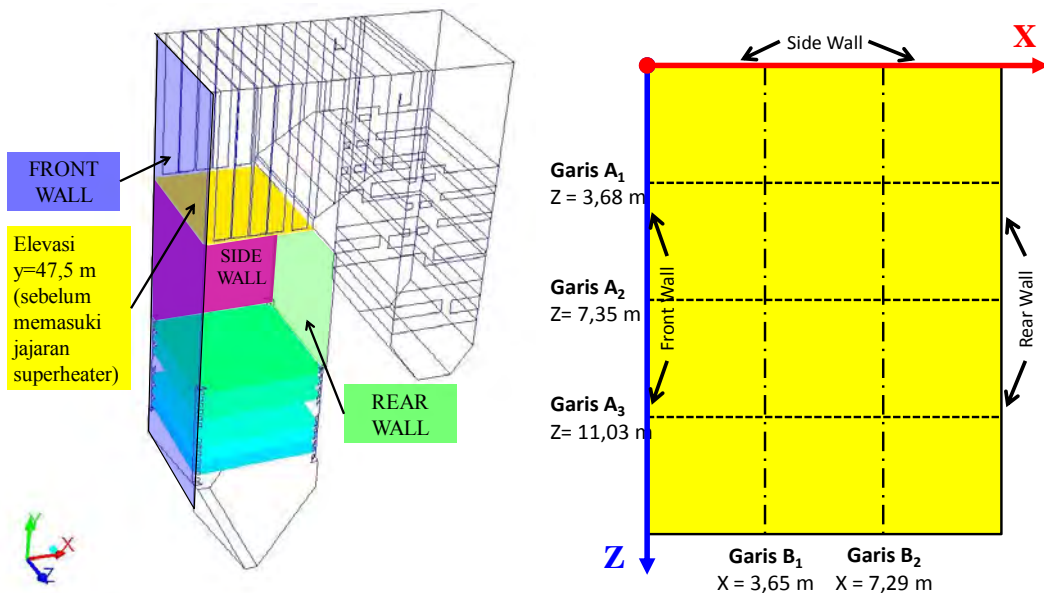 FRONT
WALL
Elevasi
y=47,5 m
(sebelum
memasuki
jajaran
superheater)
SIDE
WALL
REAR
WALL
Y
X
Z
Side Wall
X
Garis A1
Z = 3,68 m
Garis A2
Z= 7,35 m
Garis A3
Z= 11,03 m
Front Wall
Rear Wall
Z
Garis B1
X = 3,65 m
Garis B2
X = 7,29 m